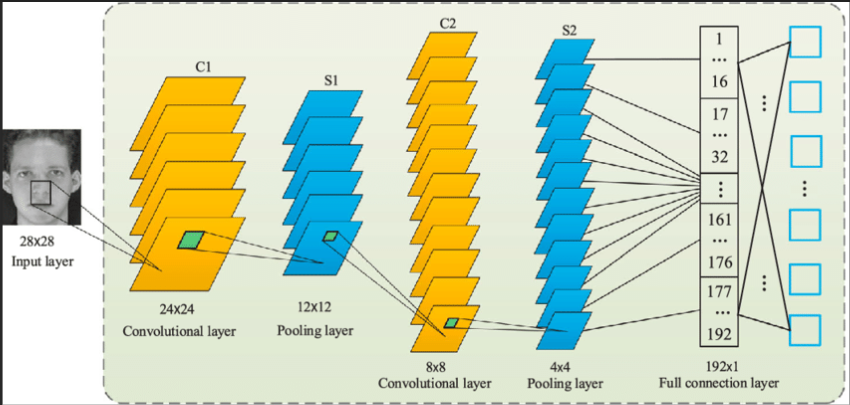 C1
S1
C2
S2
1
...
16
17
...
32
⋮
161
...
176
177
...
192
⋮
⋮
⋮
28x28
Input layer
24x24
Convolutional layer
12x12
Pooling layer
8x8
Convolutional layer
4x4
Pooling layer
192x1
Full connection layer